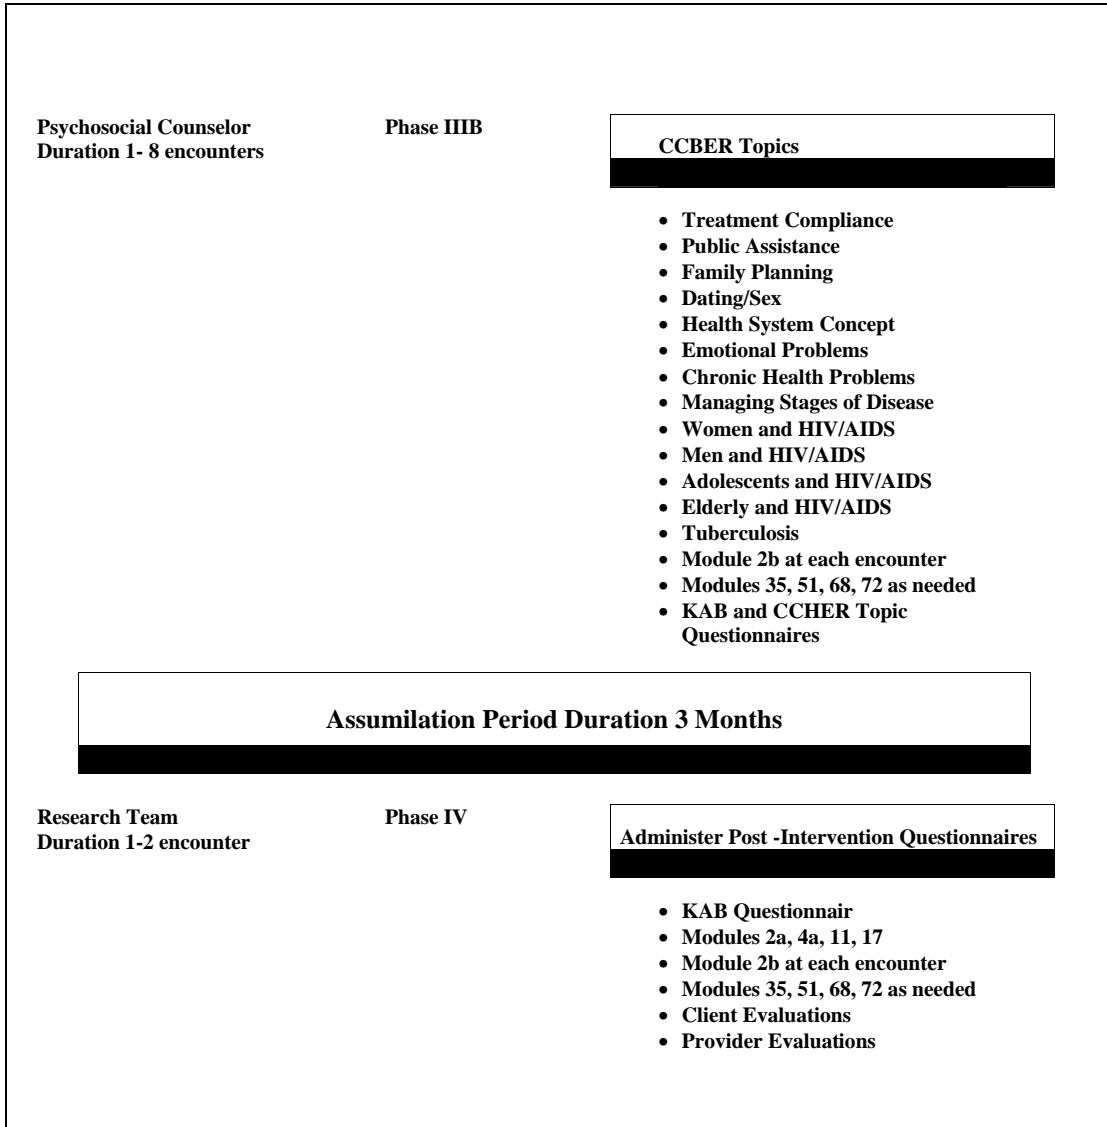 Psychosocial Counselor
Duration 1- 8 encounters
Phase IIIB
CCBER Topics
• Treatment Compliance
• Public Assistance
• Family Planning
• Dating/Sex
• Health System Concept
• Emotional Problems
• Chronic Health Problems
• Managing Stages of Disease
• Women and HIV/AIDS
• Men and HIV/AIDS
• Adolescents and HIV/AIDS
• Elderly and HIV/AIDS
• Tuberculosis
• Module 2b at each encounter
• Modules 35, 51, 68, 72 as needed
• KAB and CCHER Topic
Questionnaires
Assumilation Period Duration 3 Months
Research Team
Duration 1-2 encounter
Phase IV
Administer Post -Intervention Questionnaires
• KAB Questionnair
• Modules 2a, 4a, 11, 17
• Module 2b at each encounter
• Modules 35, 51, 68, 72 as needed
• Client Evaluations
• Provider Evaluations